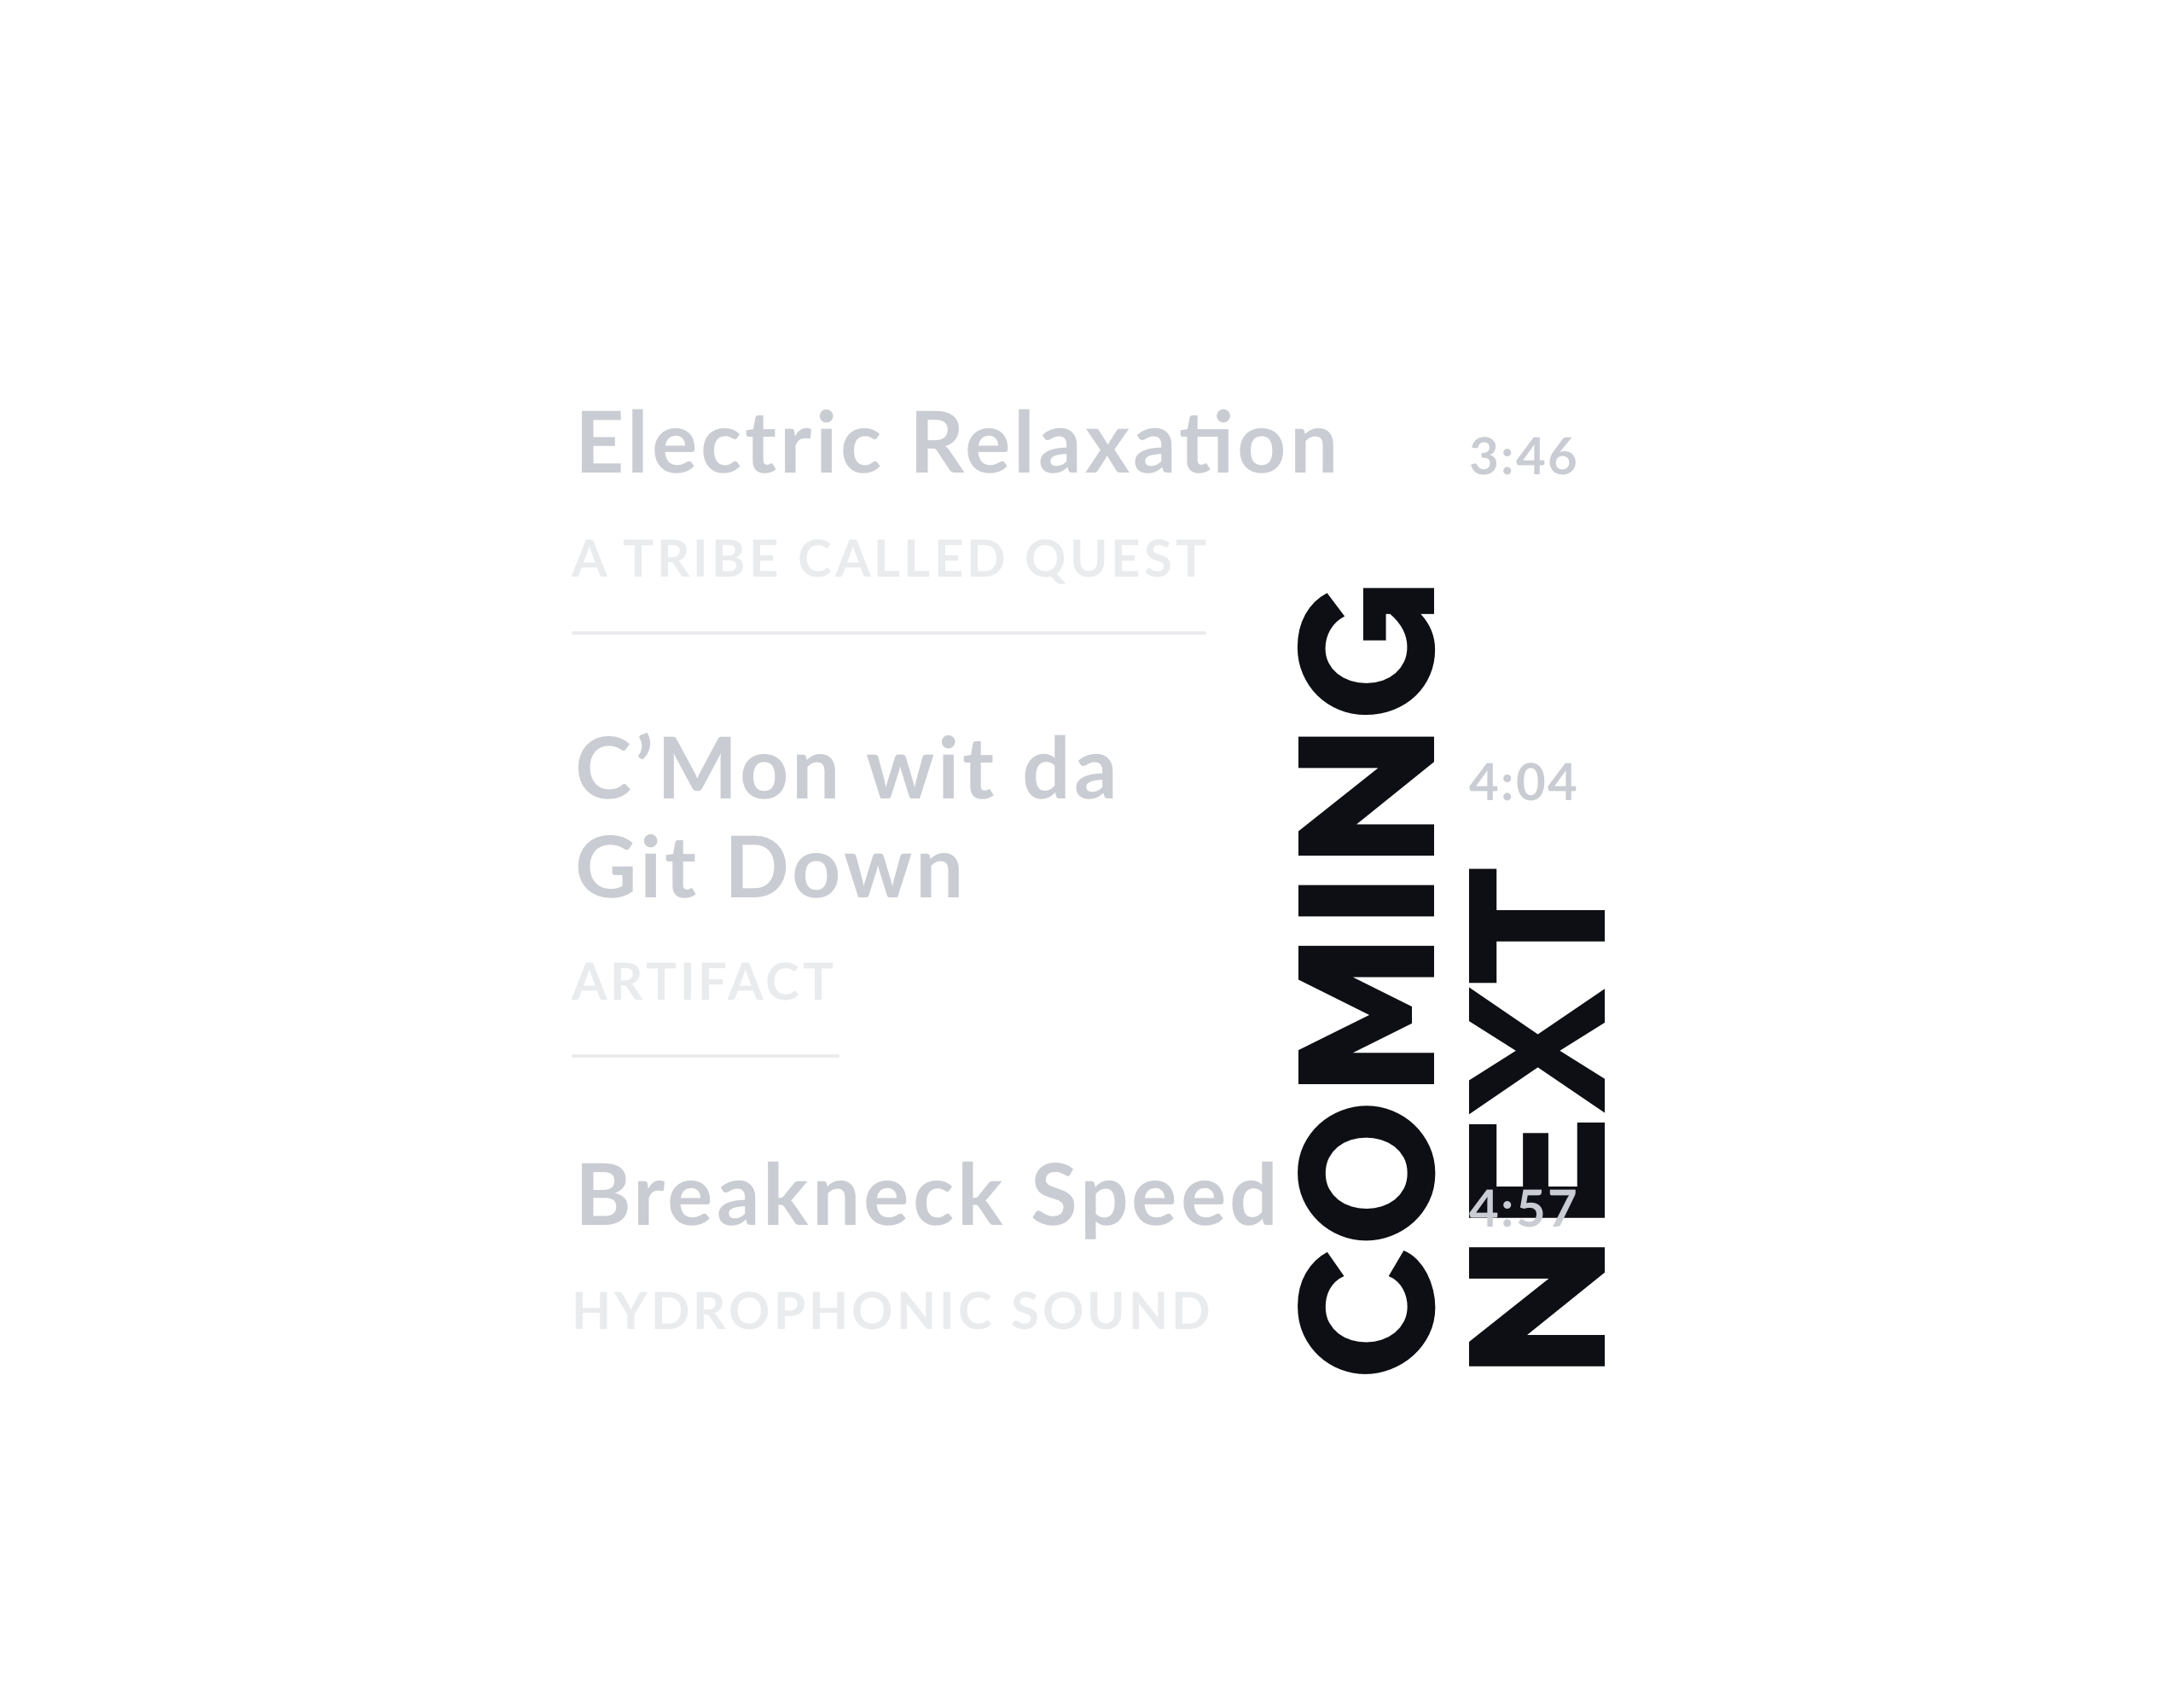 Electric Relaxation 3:46
A TRIBE CALLED QUEST
C’Mon wit da 4:04
Git Down
ARTIFACT
Breakneck Speed 4:57
HYDROPHONIC SOUND
COMING
NEXT